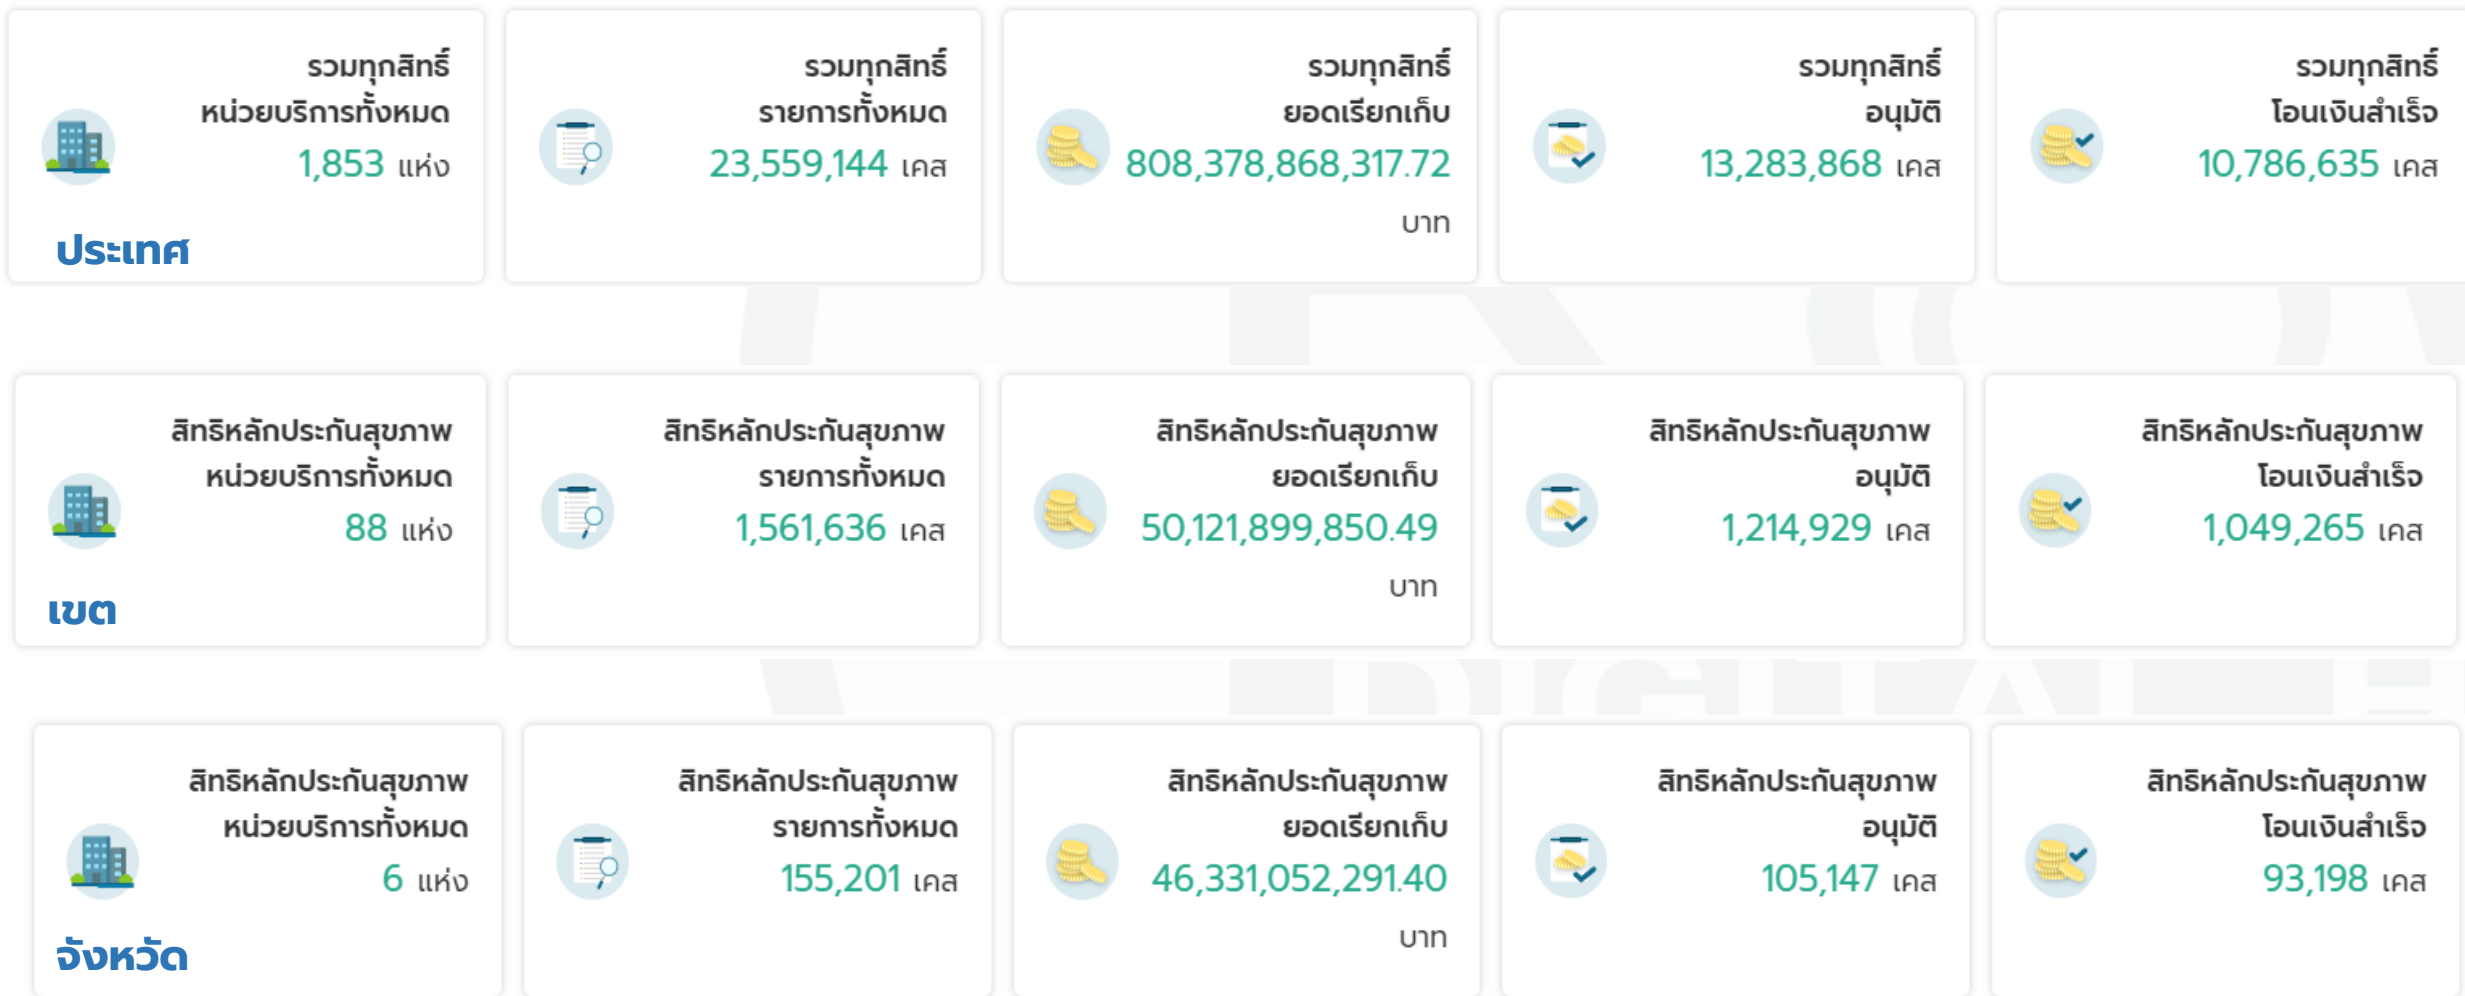 รวมทุกสิทธิ์
หน่วยบริการทั้งหมด
1,853 แห่ง
ประเทศ
รวมทุกสิทธิ์
รายการทั้งหมด
23,559,144 เคส
รวมทุกสิทธิ์
ยอดเรียกเก็บ
808,378,868,317.72
บาท
รวมทุกสิทธิ์
อนุมัติ
13,283,868 เคส
รวมทุกสิทธิ์
โอนเงินสำเร็จ
10,786,635 เคส
สิทธิหลักประกันสุขภาพ
หน่วยบริการทั้งหมด
88 แห่ง
เขต
สิทธิหลักประกันสุขภาพ
รายการทั้งหมด
1,561,636 เคส
สิทธิหลักประกันสุขภาพ
ยอดเรียกเก็บ
50,121,899,850.49
บาท
สิทธิหลักประกันสุขภาพ
อนุมัติ
1,214,929 เคส
สิทธิหลักประกันสุขภาพ
โอนเงินสำเร็จ
1,049,265 เคส
สิทธิหลักประกันสุขภาพ
หน่วยบริการทั้งหมด
6 แห่ง
จังหวัด
สิทธิหลักประกันสุขภาพ
รายการทั้งหมด
155,201 เคส
สิทธิหลักประกันสุขภาพ
ยอดเรียกเก็บ
46,331,052,291.40
บาท
สิทธิหลักประกันสุขภาพ
อนุมัติ
105,147 เคส
สิทธิหลักประกันสุขภาพ
โอนเงินสำเร็จ
93,198 เคส